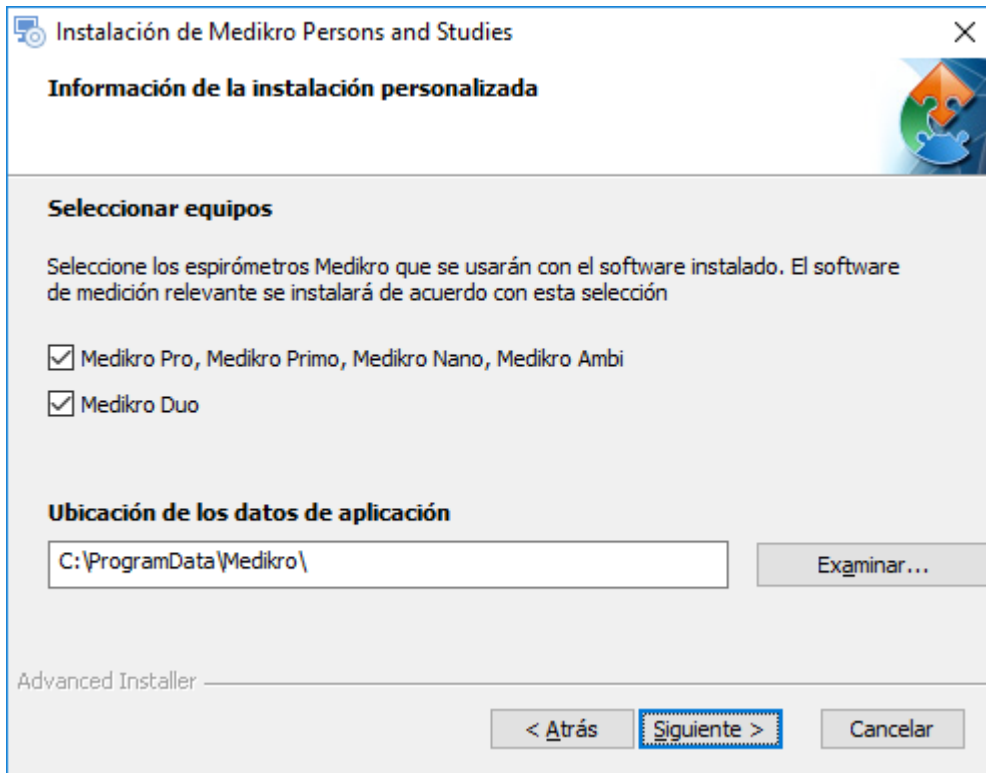 Instalación de Medikro Persons and Studies
Información de la instalación personalizada
Seleccionar equipos
Seleccione los espirómetros Medikro que se usarán con el software instalado. El software
de medición relevante se instalará de acuerdo con esta selección
Medikro Pro, Medikro Primo, Medikro Nano, Medikro Ambi
Medikro Duo
Ubicación de los datos de aplicación
C:\ProgramData\Medikro\
Examinar...
Advanced Installer
< Atrás
Siguiente >
Cancelar